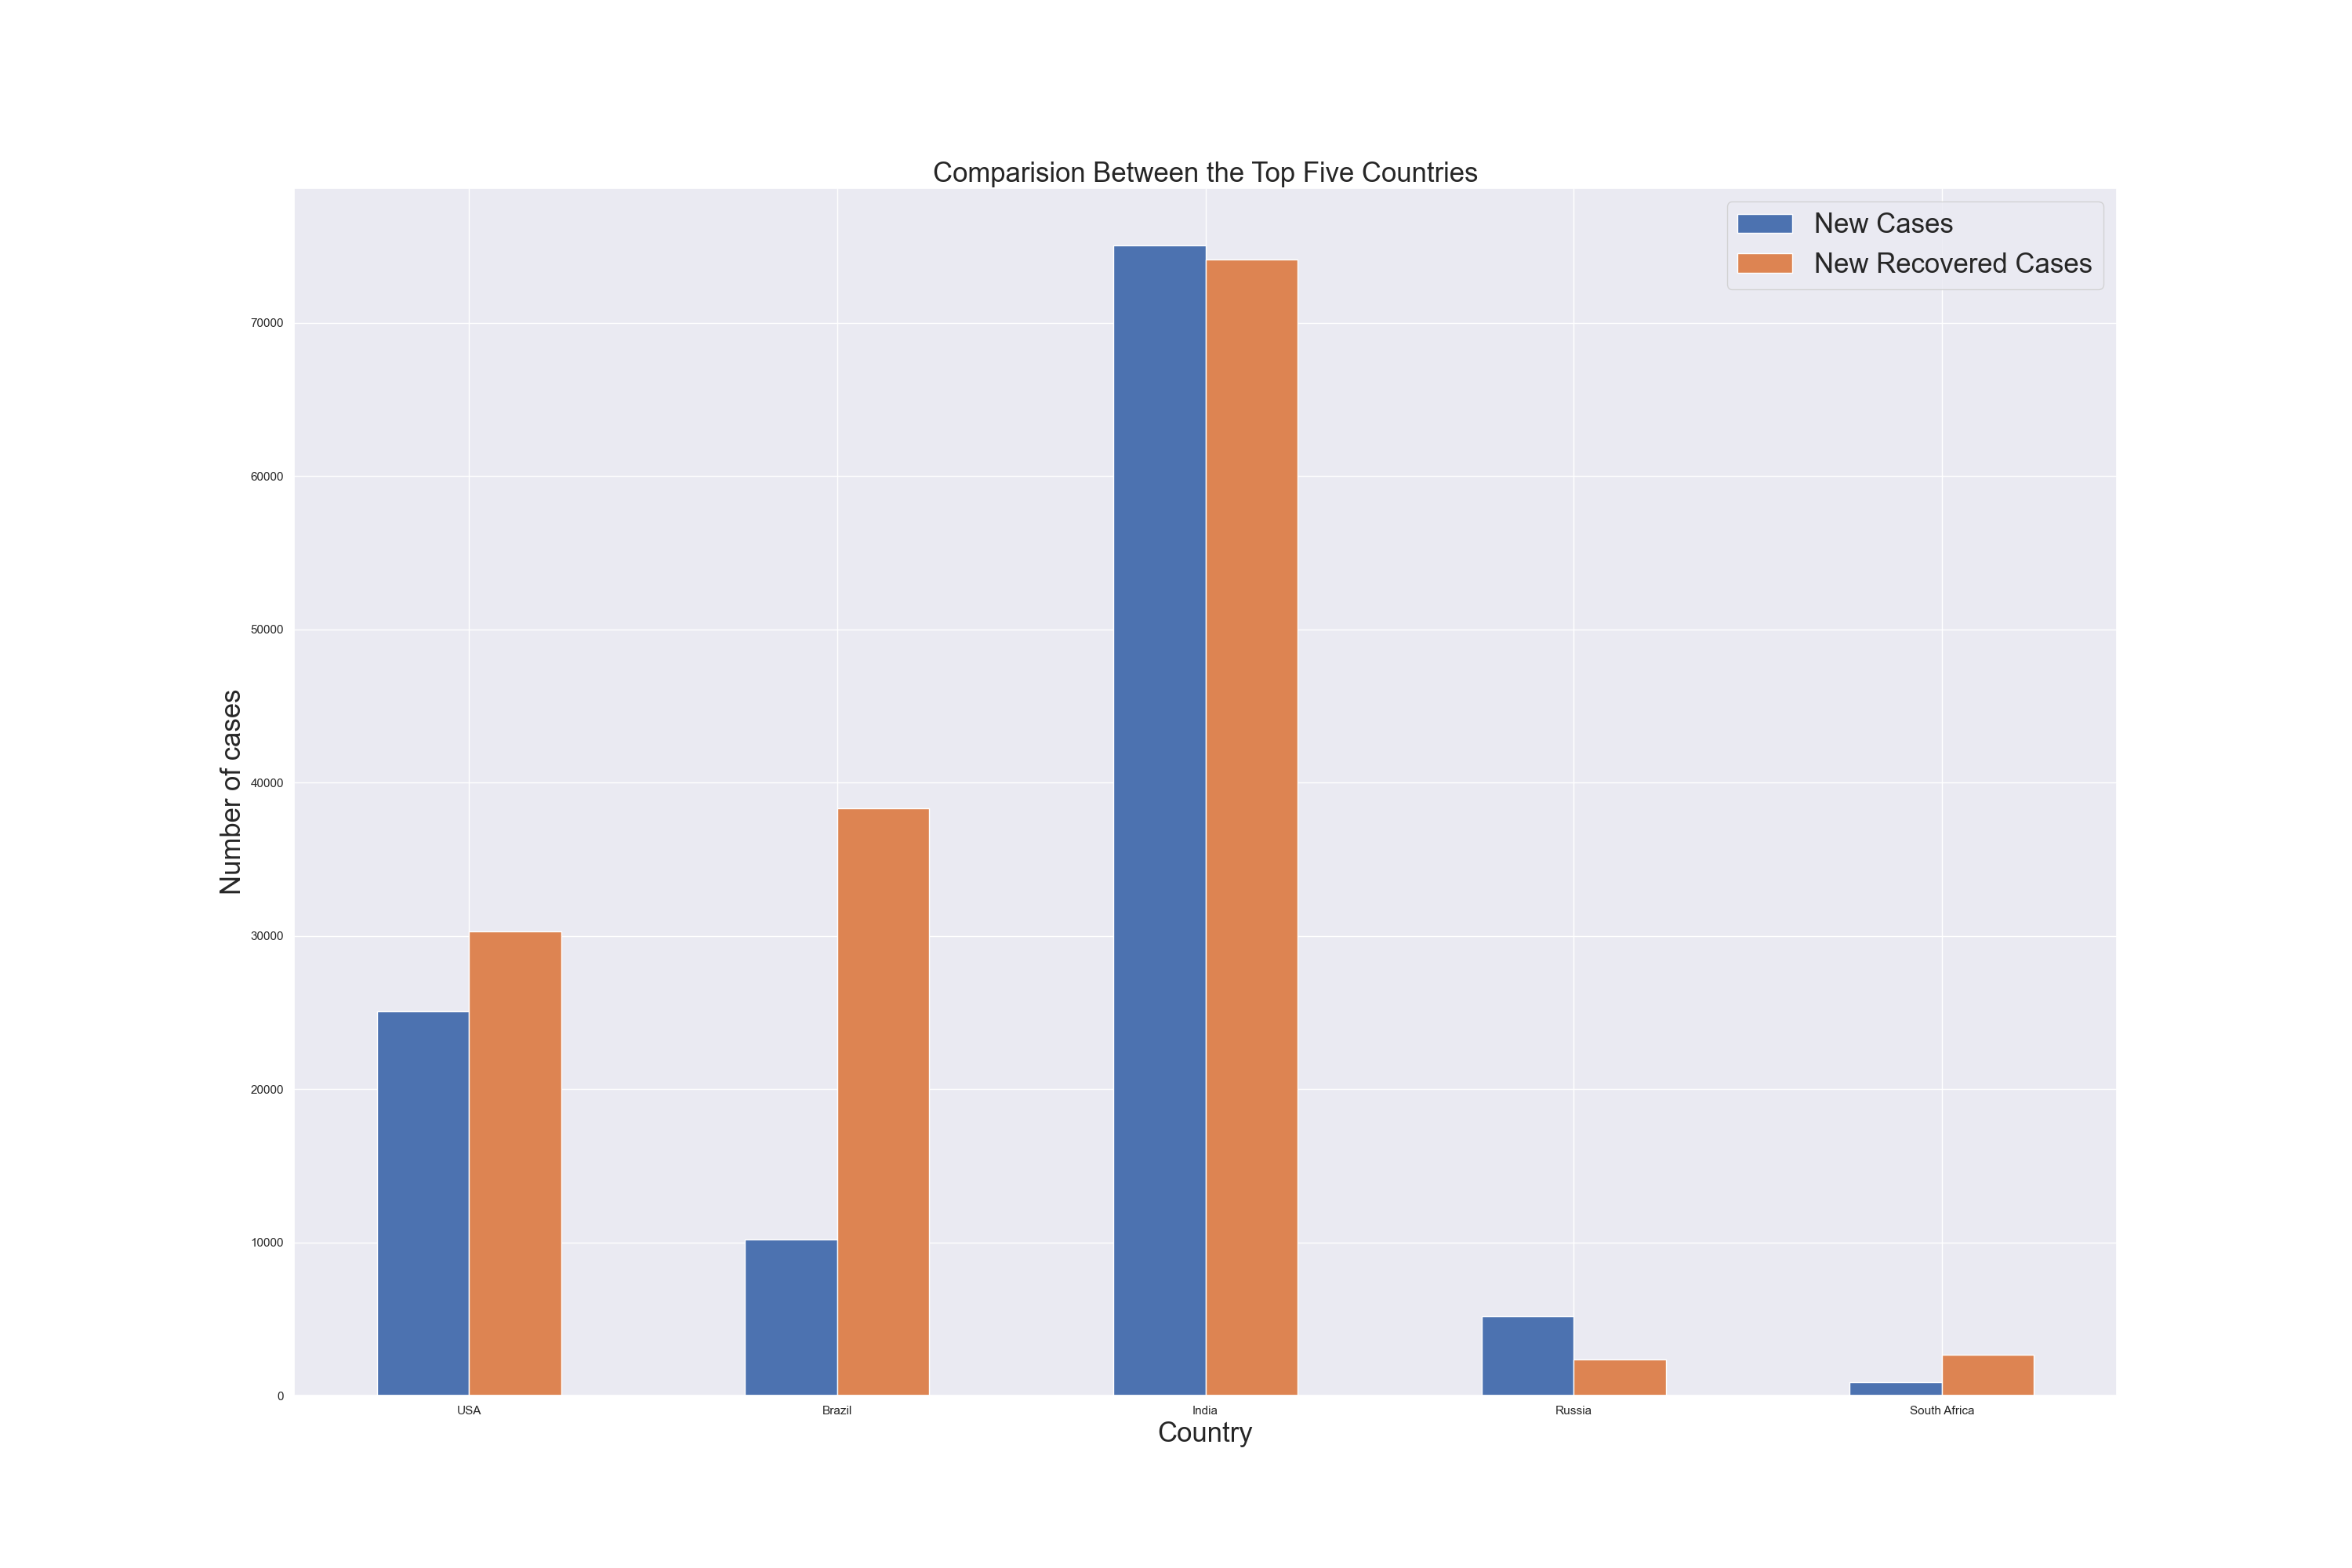 Comparision Between the Top Five Countries
New Cases
New Recovered Cases
70000
60000
50000
40000
30000
20000
10000
0
Number of cases
USA Brazil India Russia South Africa
Country